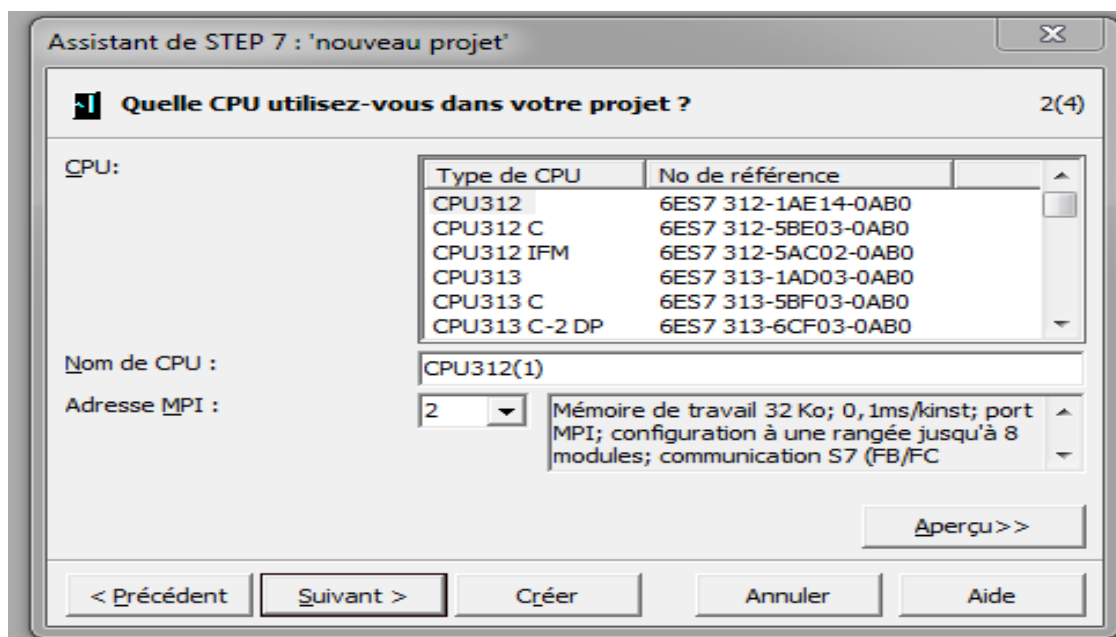 Assistant de STEP 7 : 'nouveau projet'
Quelle CPU utilisez-vous dans votre projet ? 2(4)
CPU:
Type de CPU No de référence
CPU312 6ES7 312-1AE14-0AB0
CPU312 C 6ES7 312-5BE03-0AB0
CPU312 IFM 6ES7 312-5AC02-0AB0
CPU313 6ES7 313-1AD03-0AB0
CPU313 C 6ES7 313-5BF03-0AB0
CPU313 C-2 DP 6ES7 313-6CF03-0AB0
Nom de CPU : CPU312(1)
Adresse MPI : 2
Mémoire de travail 32 Ko; 0,1ms/kinst; port
MPI; configuration à une rangée jusqu'à 8
modules; communication S7 (FB/FC
Aperçu>>
< Précédent Suivant > Créer Annuler Aide